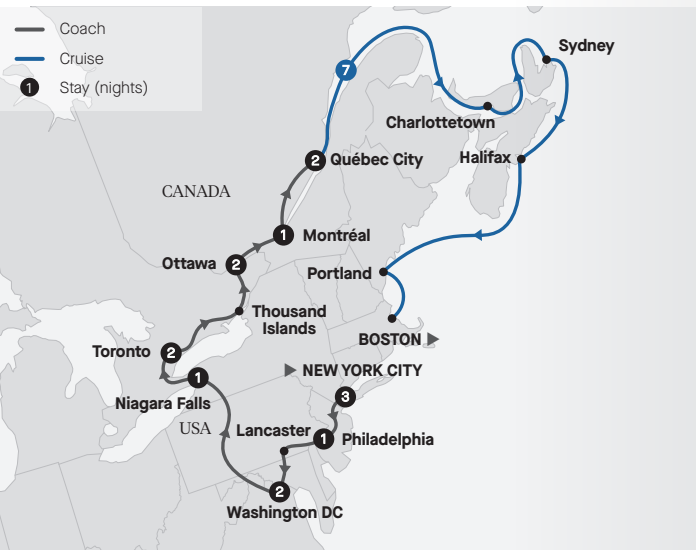 Coach
Cruise
1 Stay (nights)
Sydney
7
Charlottetown
2 Québec City
Halifax
CANADA
1 Montréal
Ottawa 2
Portland
Thousand
Islands
BOSTON
Toronto 2
NEW YORK CITY
1
Niagara Falls
3
USA
Lancaster
1 Philadelphia
2
Washington DC